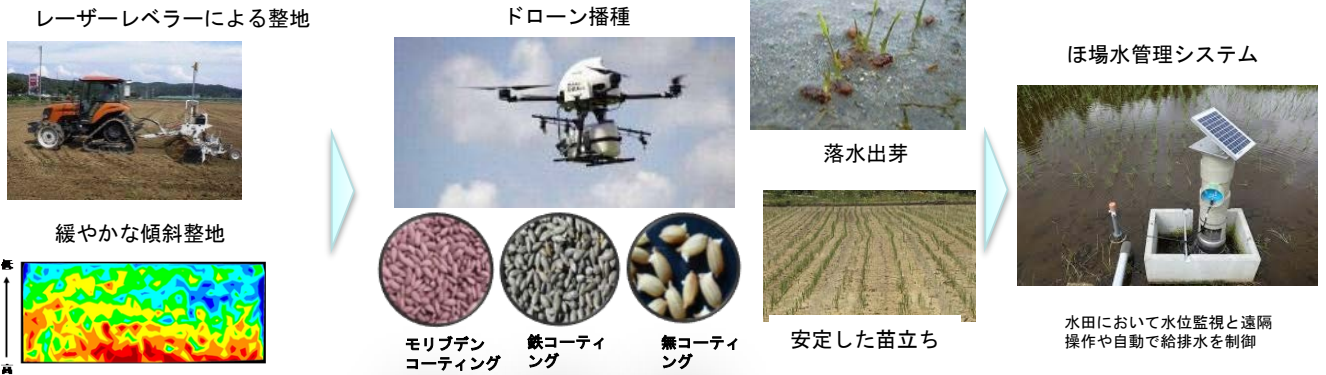 レーザーレベラーによる整地
緩やかな傾斜整地
低
高
ドローン播種
モリブデン
コーティング
鉄コーティ
ング
無コーティ
ング
落水出芽
安定した苗立ち
ほ場水管理システム
水田において水位監視と遠隔
操作や自動で給排水を制御